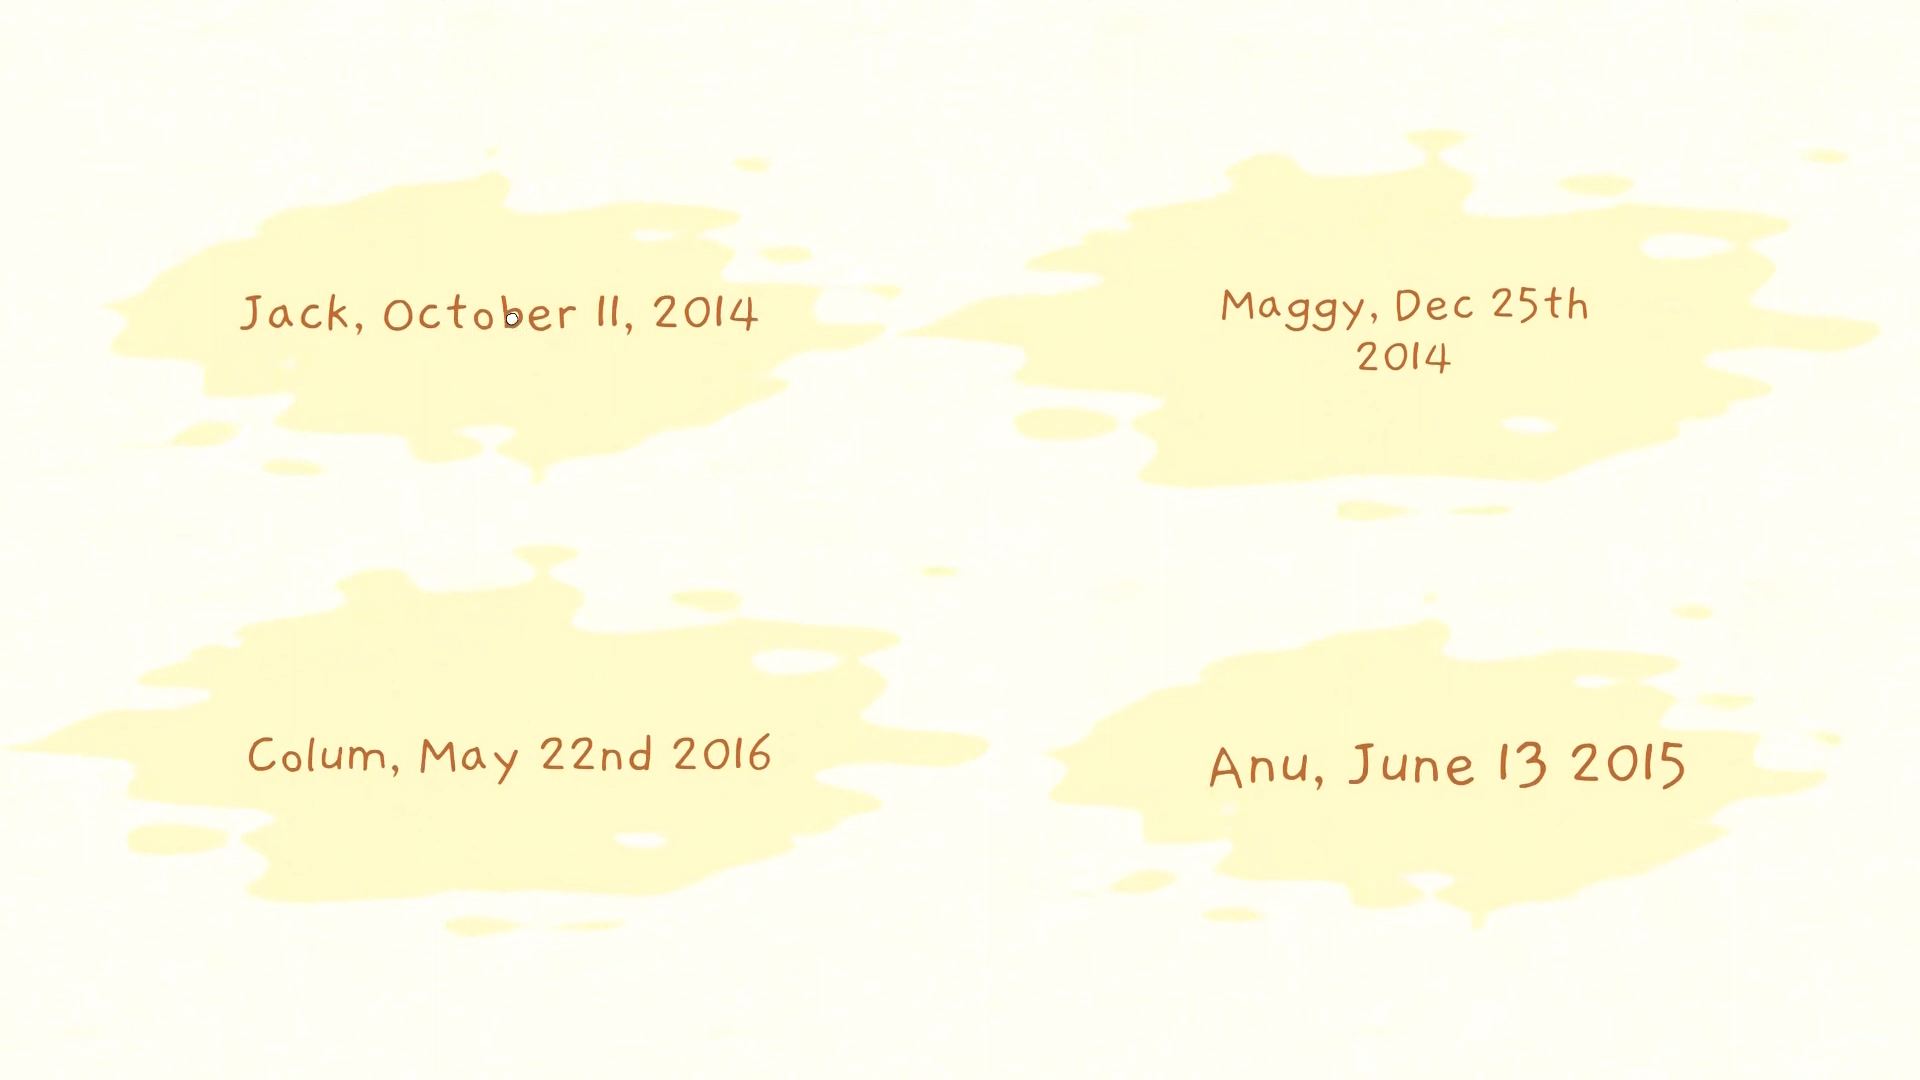 Jack, October 11, 2014
Maggy, Dec 25th
2014
Colum, May 22nd 2016
Anu, June 13 2015